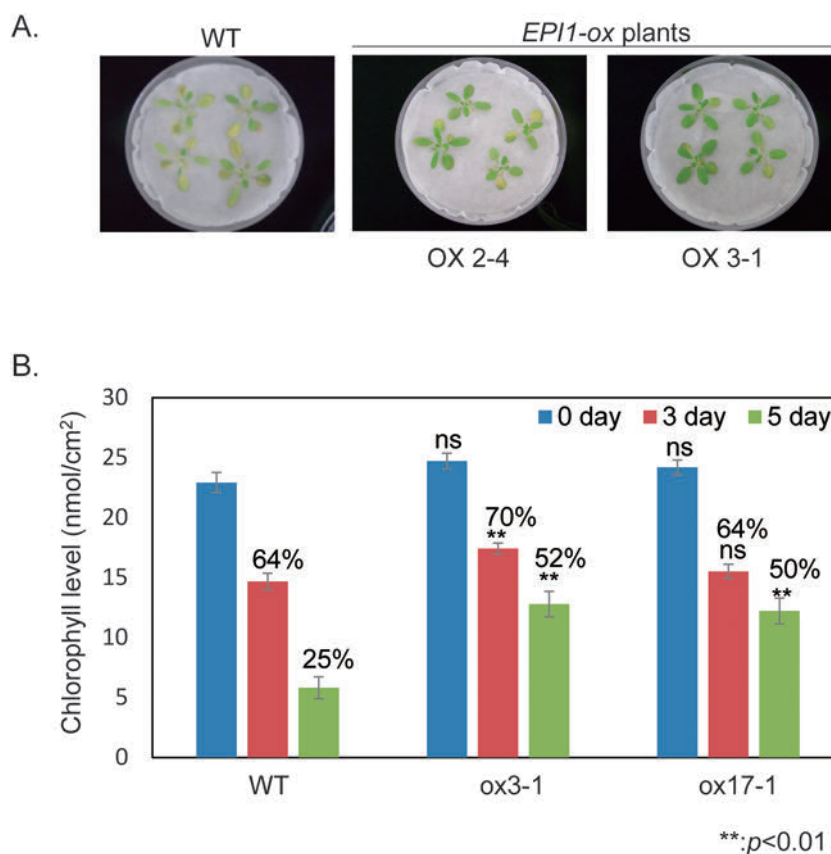 A.
WT
EPI1-ox plants
OX 2-4
OX 3-1
B.
Chlorophyll level (nmol/cm²)
30
25
20
15
10
5
0
0 day 3 day 5 day
64%
25%
ns
70%
**
52%
**
ns
64%
ns
50%
**
WT
ox3-1
ox17-1
**:p<0.01